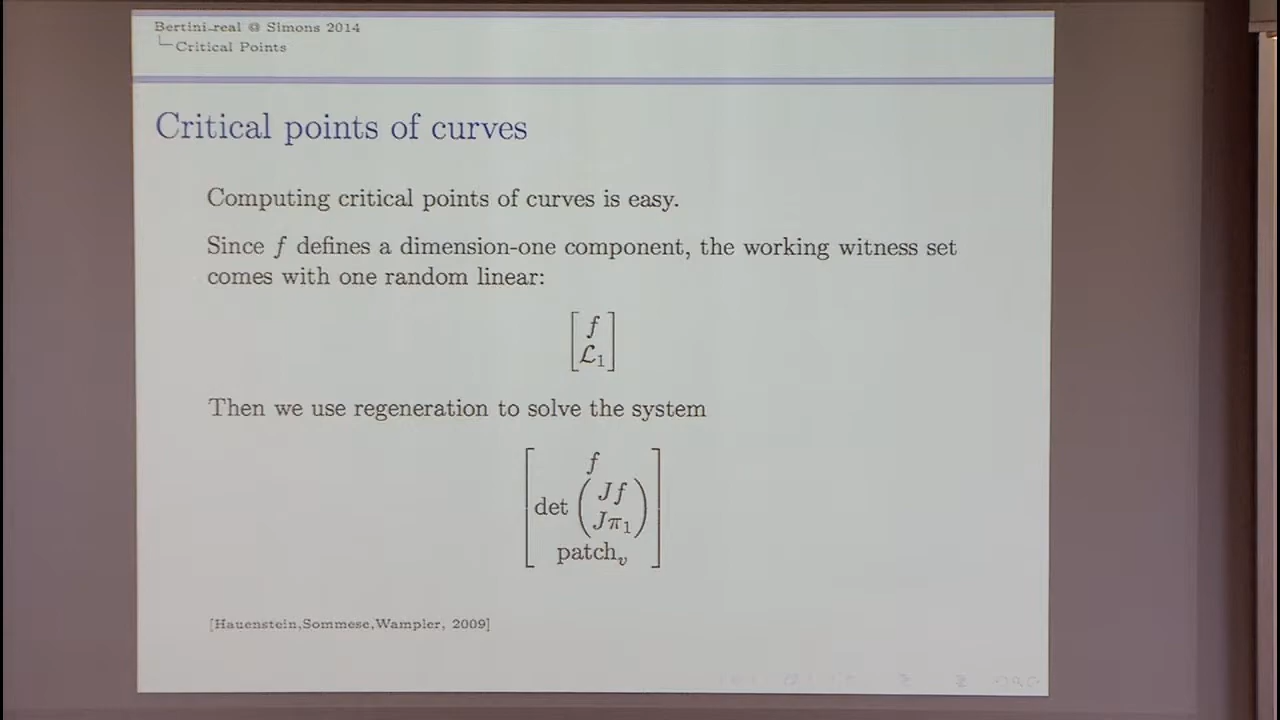 Bertini_real @ Simons 2014
Critical Points
Critical points of curves
Computing critical points of curves is easy.
Since f defines a dimension-one component, the working witness set
comes with one random linear:
[ f
ℒ₁ ]
Then we use regeneration to solve the system
[ f
det ( Jf
Jπ₁ )
patchᵥ ]
[Hauenstein,Sommese,Wampler, 2009]